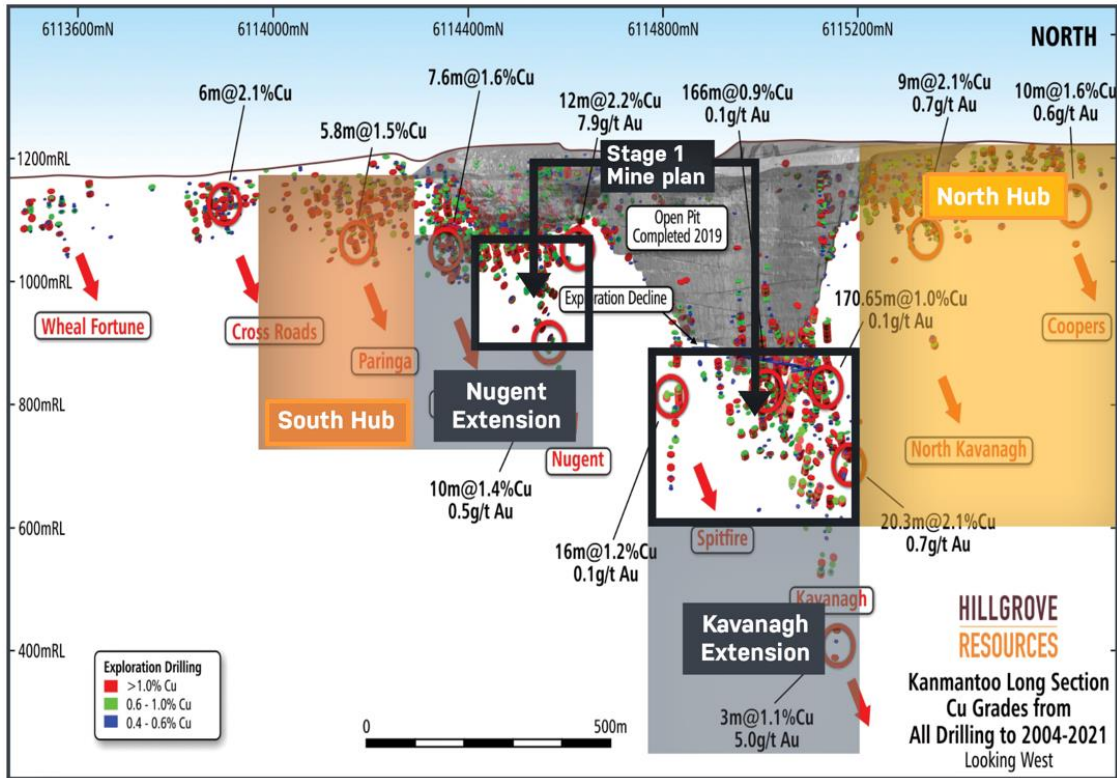 6113600mN
6114000mN
6114400mN
6114800mN
6115200mN
NORTH
6m@2.1%Cu
7.6m@1.6%Cu
5.8m@1.5%Cu
12m@2.2%Cu
7.9g/t Au
166m@0.9%Cu
0.1g/t Au
9m@2.1%Cu
0.7g/t Au
10m@1.6%Cu
0.6g/t Au
1200mRL
Stage 1
Mine plan
North Hub
Open Pit
Completed 2019
1000mRL
Exploration Decline
170.65m@1.0%Cu
0.1g/t Au
Wheal Fortune
Cross Roads
Paringa
Coopers
800mRL
South Hub
Nugent
Extension
Nugent
North Kavanagh
10m@1.4%Cu
0.5g/t Au
600mRL
16m@1.2%Cu
0.1g/t Au
Spitfire
20.3m@2.1%Cu
0.7g/t Au
Kavanagh
Kavanagh
Extension
400mRL
3m@1.1%Cu
5.0g/t Au
Exploration Drilling
>1.0% Cu
0.6 - 1.0% Cu
0.4 - 0.6% Cu
0
500m
HILLGROVE
RESOURCES
Kanmantoo Long Section
Cu Grades from
All Drilling to 2004-2021
Looking West